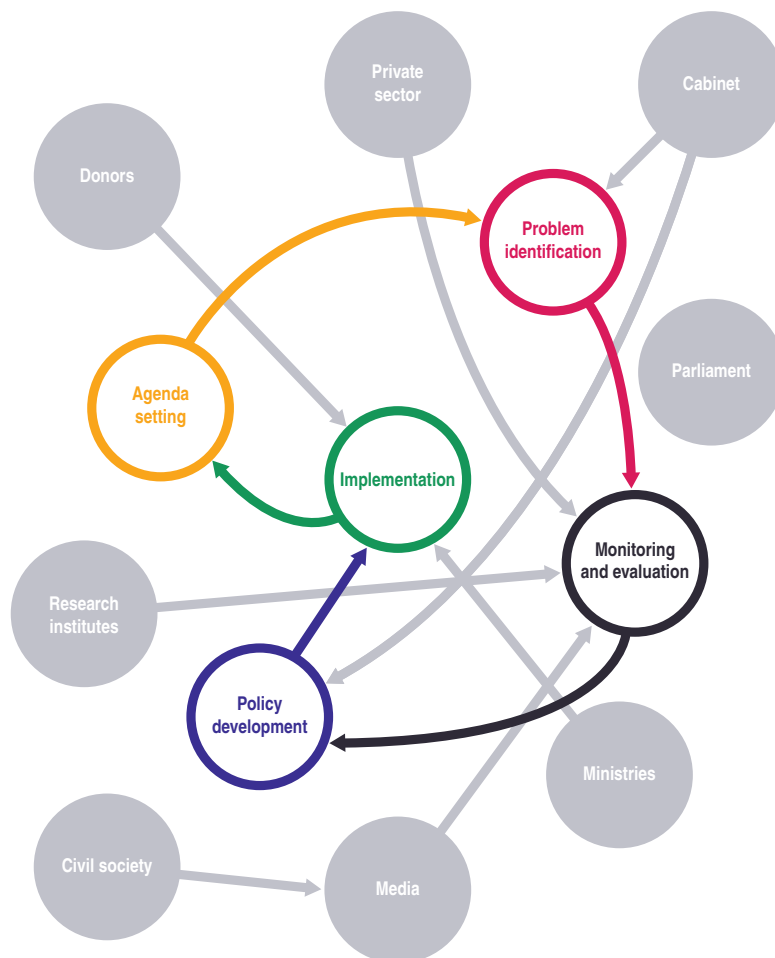 Private
sector
Cabinet
Donors
Problem
identification
Parliament
Agenda
setting
Implementation
Monitoring
and evaluation
Research
institutes
Policy
development
Ministries
Civil society
Media